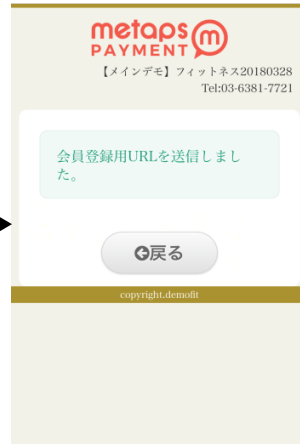 metaps
PAYMENT
【メインデモ】フィットネス20180328
Tel:03-6381-7721
会員登録用URLを送信しまし
た。
戻る
copyright.demofit